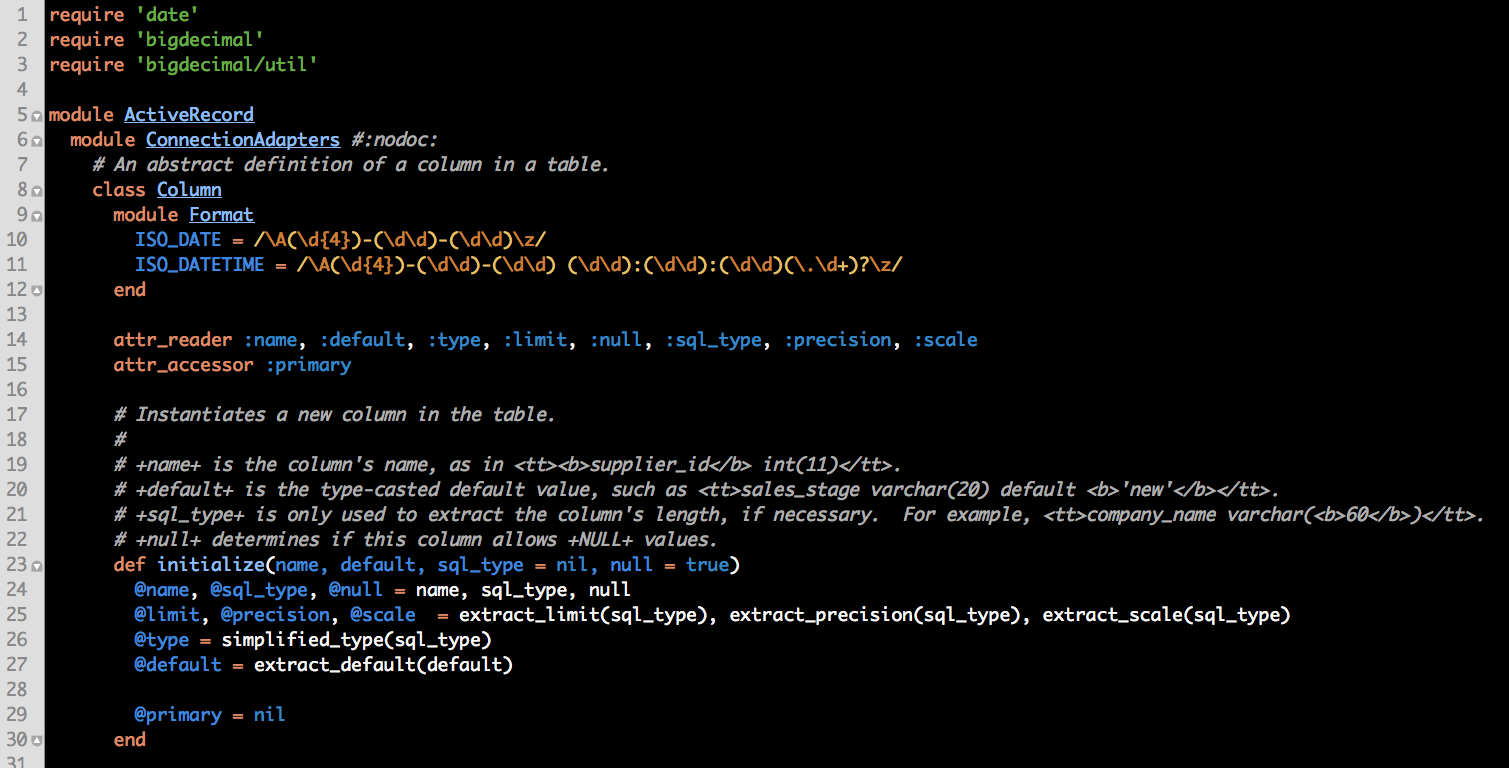 1 require 'date'
2 require 'bigdecimal'
3 require 'bigdecimal/util'
4
5 module ActiveRecord
6   module ConnectionAdapters #:nodoc:
7     # An abstract definition of a column in a table.
8     class Column
9       module Format
10         ISO_DATE = /\A(\d{4})-(\d\d)-(\d\d)\z/
11         ISO_DATETIME = /\A(\d{4})-(\d\d)-(\d\d) (\d\d):(\d\d):(\d\d)(\.\d+)?\z/
12       end
13
14       attr_reader :name, :default, :type, :limit, :null, :sql_type, :precision, :scale
15       attr_accessor :primary
16
17       # Instantiates a new column in the table.
18       #
19       # +name+ is the column's name, as in <tt><b>supplier_id</b> int(11)</tt>.
20       # +default+ is the type-casted default value, such as <tt>sales_stage varchar(20) default <b>'new'</b></tt>.
21       # +sql_type+ is only used to extract the column's length, if necessary.  For example, <tt>company_name varchar(<b>60</b>)</tt>.
22       # +null+ determines if this column allows +NULL+ values.
23       def initialize(name, default, sql_type = nil, null = true)
24         @name, @sql_type, @null = name, sql_type, null
25         @limit, @precision, @scale  = extract_limit(sql_type), extract_precision(sql_type), extract_scale(sql_type)
26         @type = simplified_type(sql_type)
27         @default = extract_default(default)
28
29         @primary = nil
30       end
31